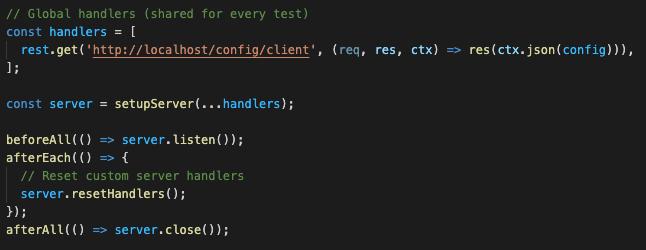 // Global handlers (shared for every test)
const handlers = [
  rest.get('http://localhost/config/client', (req, res, ctx) => res(ctx.json(config))),
];

const server = setupServer(...handlers);

beforeAll(() => server.listen());
afterEach(() => {
  // Reset custom server handlers
  server.resetHandlers();
});
afterAll(() => server.close());